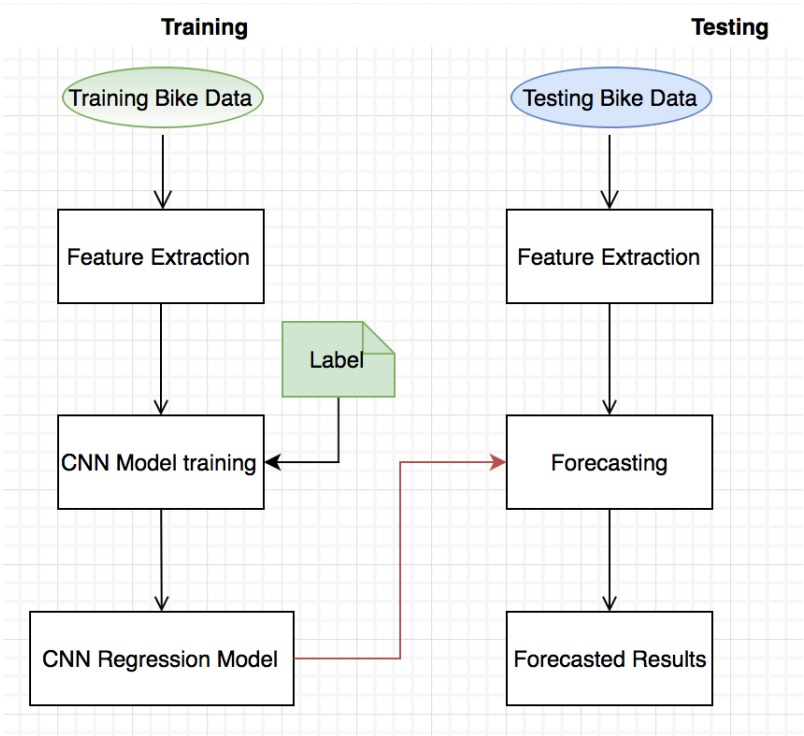 Training
Testing
Training Bike Data
Testing Bike Data
Feature Extraction
Feature Extraction
Label
CNN Model training
Forecasting
CNN Regression Model
Forecasted Results